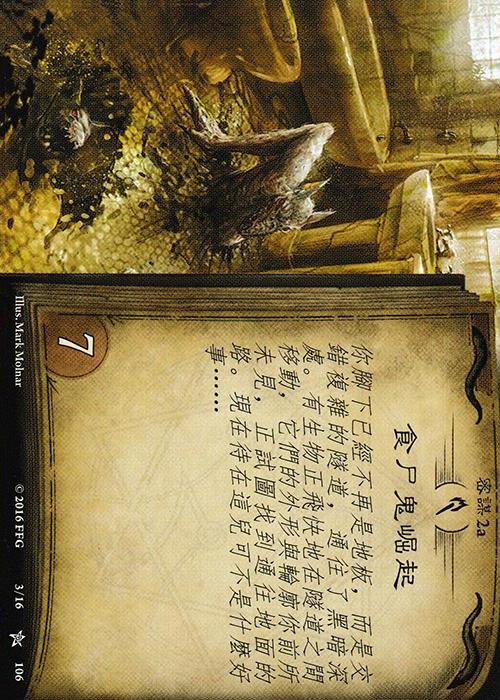 密謀 2a
食尸鬼崛起
你腳下已經不再是地板，而是交
錯複雜的隧道，通往了黑暗深
處。有生物正飛快地在隧道之間
移動，它們的外形與輪廓你前所
未見，正試圖找到通往地面的
路。現在待在這兒可不是什麼好
事……
7
Illus. Mark Molnar
© 2016 FFG
3/16
106